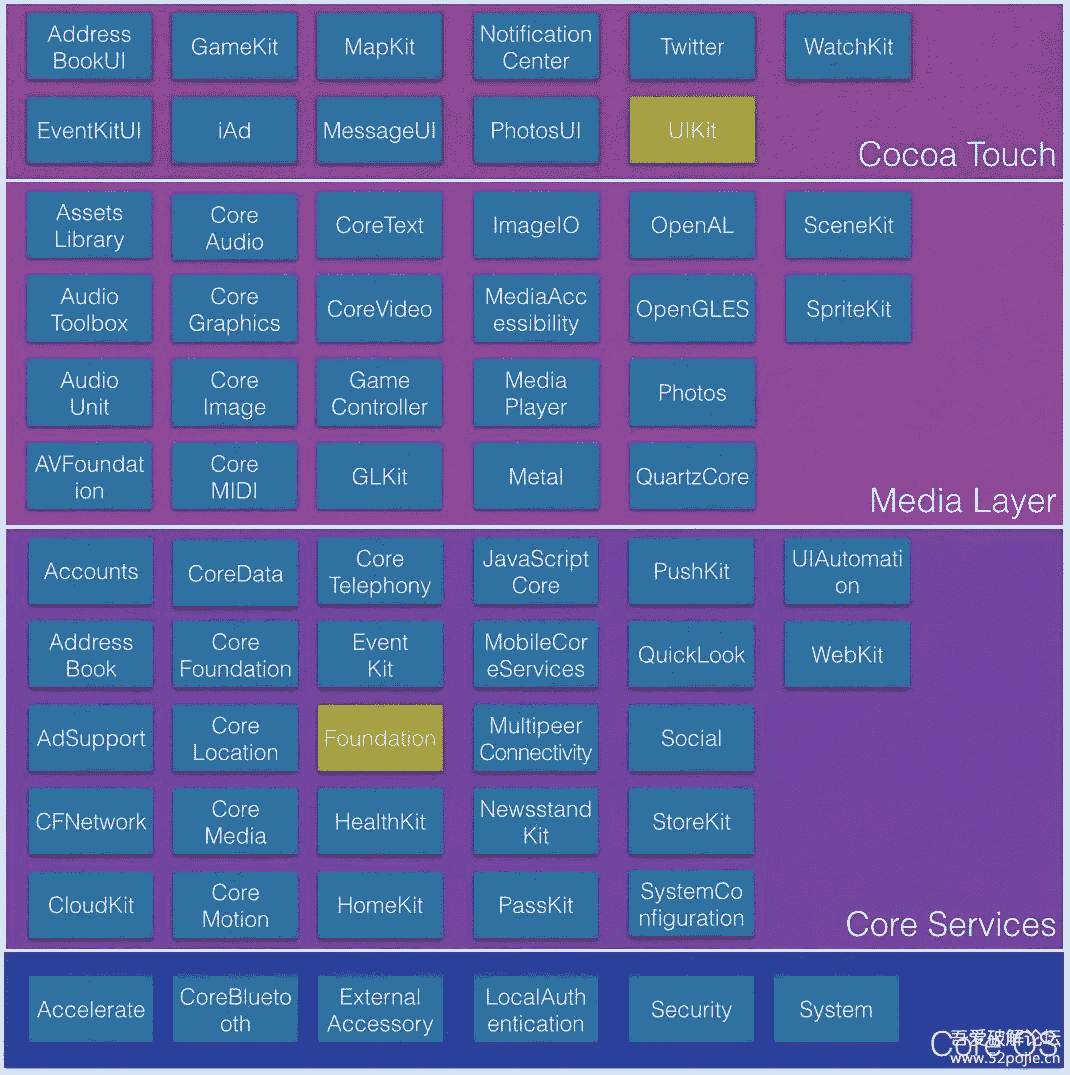 Address
BookUI
GameKit
MapKit
Notification
Center
Twitter
WatchKit
EventKitUI
iAd
MessageUI
PhotosUI
UIKit
Cocoa Touch
Assets
Library
Core
Audio
CoreText
ImageIO
OpenAL
SceneKit
Audio
Toolbox
Core
Graphics
CoreVideo
MediaAcc
essibility
OpenGLES
SpriteKit
Audio
Unit
Core
Image
Game
Controller
Media
Player
Photos
AVFoundat
ion
Core
MIDI
GLKit
Metal
QuartzCore
Media Layer
Accounts
CoreData
Core
Telephony
JavaScript
Core
PushKit
UIAutomati
on
Address
Book
Core
Foundation
Event
Kit
MobileCor
eServices
QuickLook
WebKit
AdSupport
Core
Location
Foundation
Multipeer
Connectivity
Social
CFNetwork
Core
Media
HealthKit
Newsstand
Kit
StoreKit
CloudKit
Core
Motion
HomeKit
PassKit
SystemCo
nfiguration
Core Services
Accelerate
CoreBlueto
oth
External
Accessory
LocalAuth
entication
Security
System
Core OS
吾爱破解论坛
www.52pojie.cn